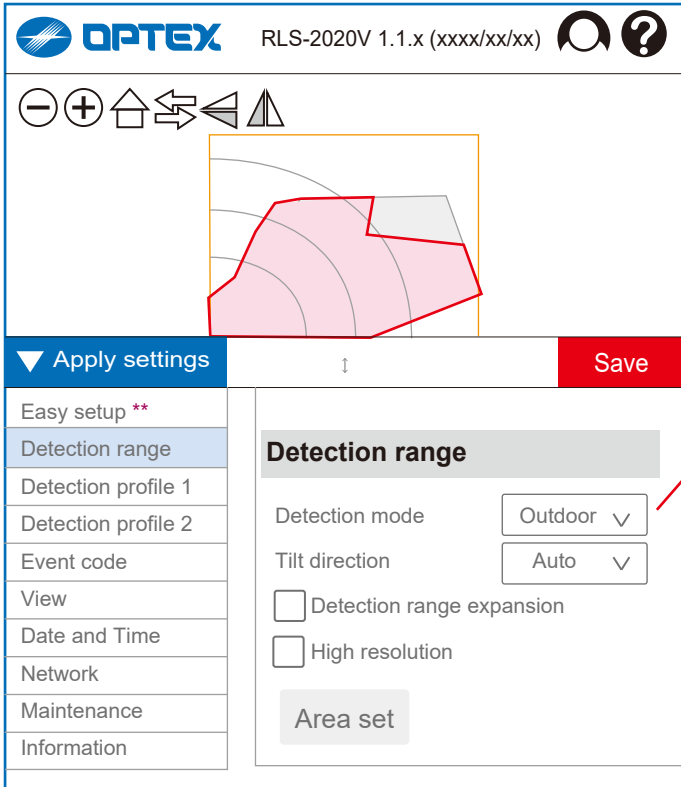 OPTEX RLS-2020V 1.1.x (xxxx/xx/xx) ?
Apply settings
Save
Easy setup **
Detection range
Detection profile 1
Detection profile 2
Event code
View
Date and Time
Network
Maintenance
Information
Detection range
Detection mode Outdoor
Tilt direction Auto
Detection range expansion
High resolution
Area set